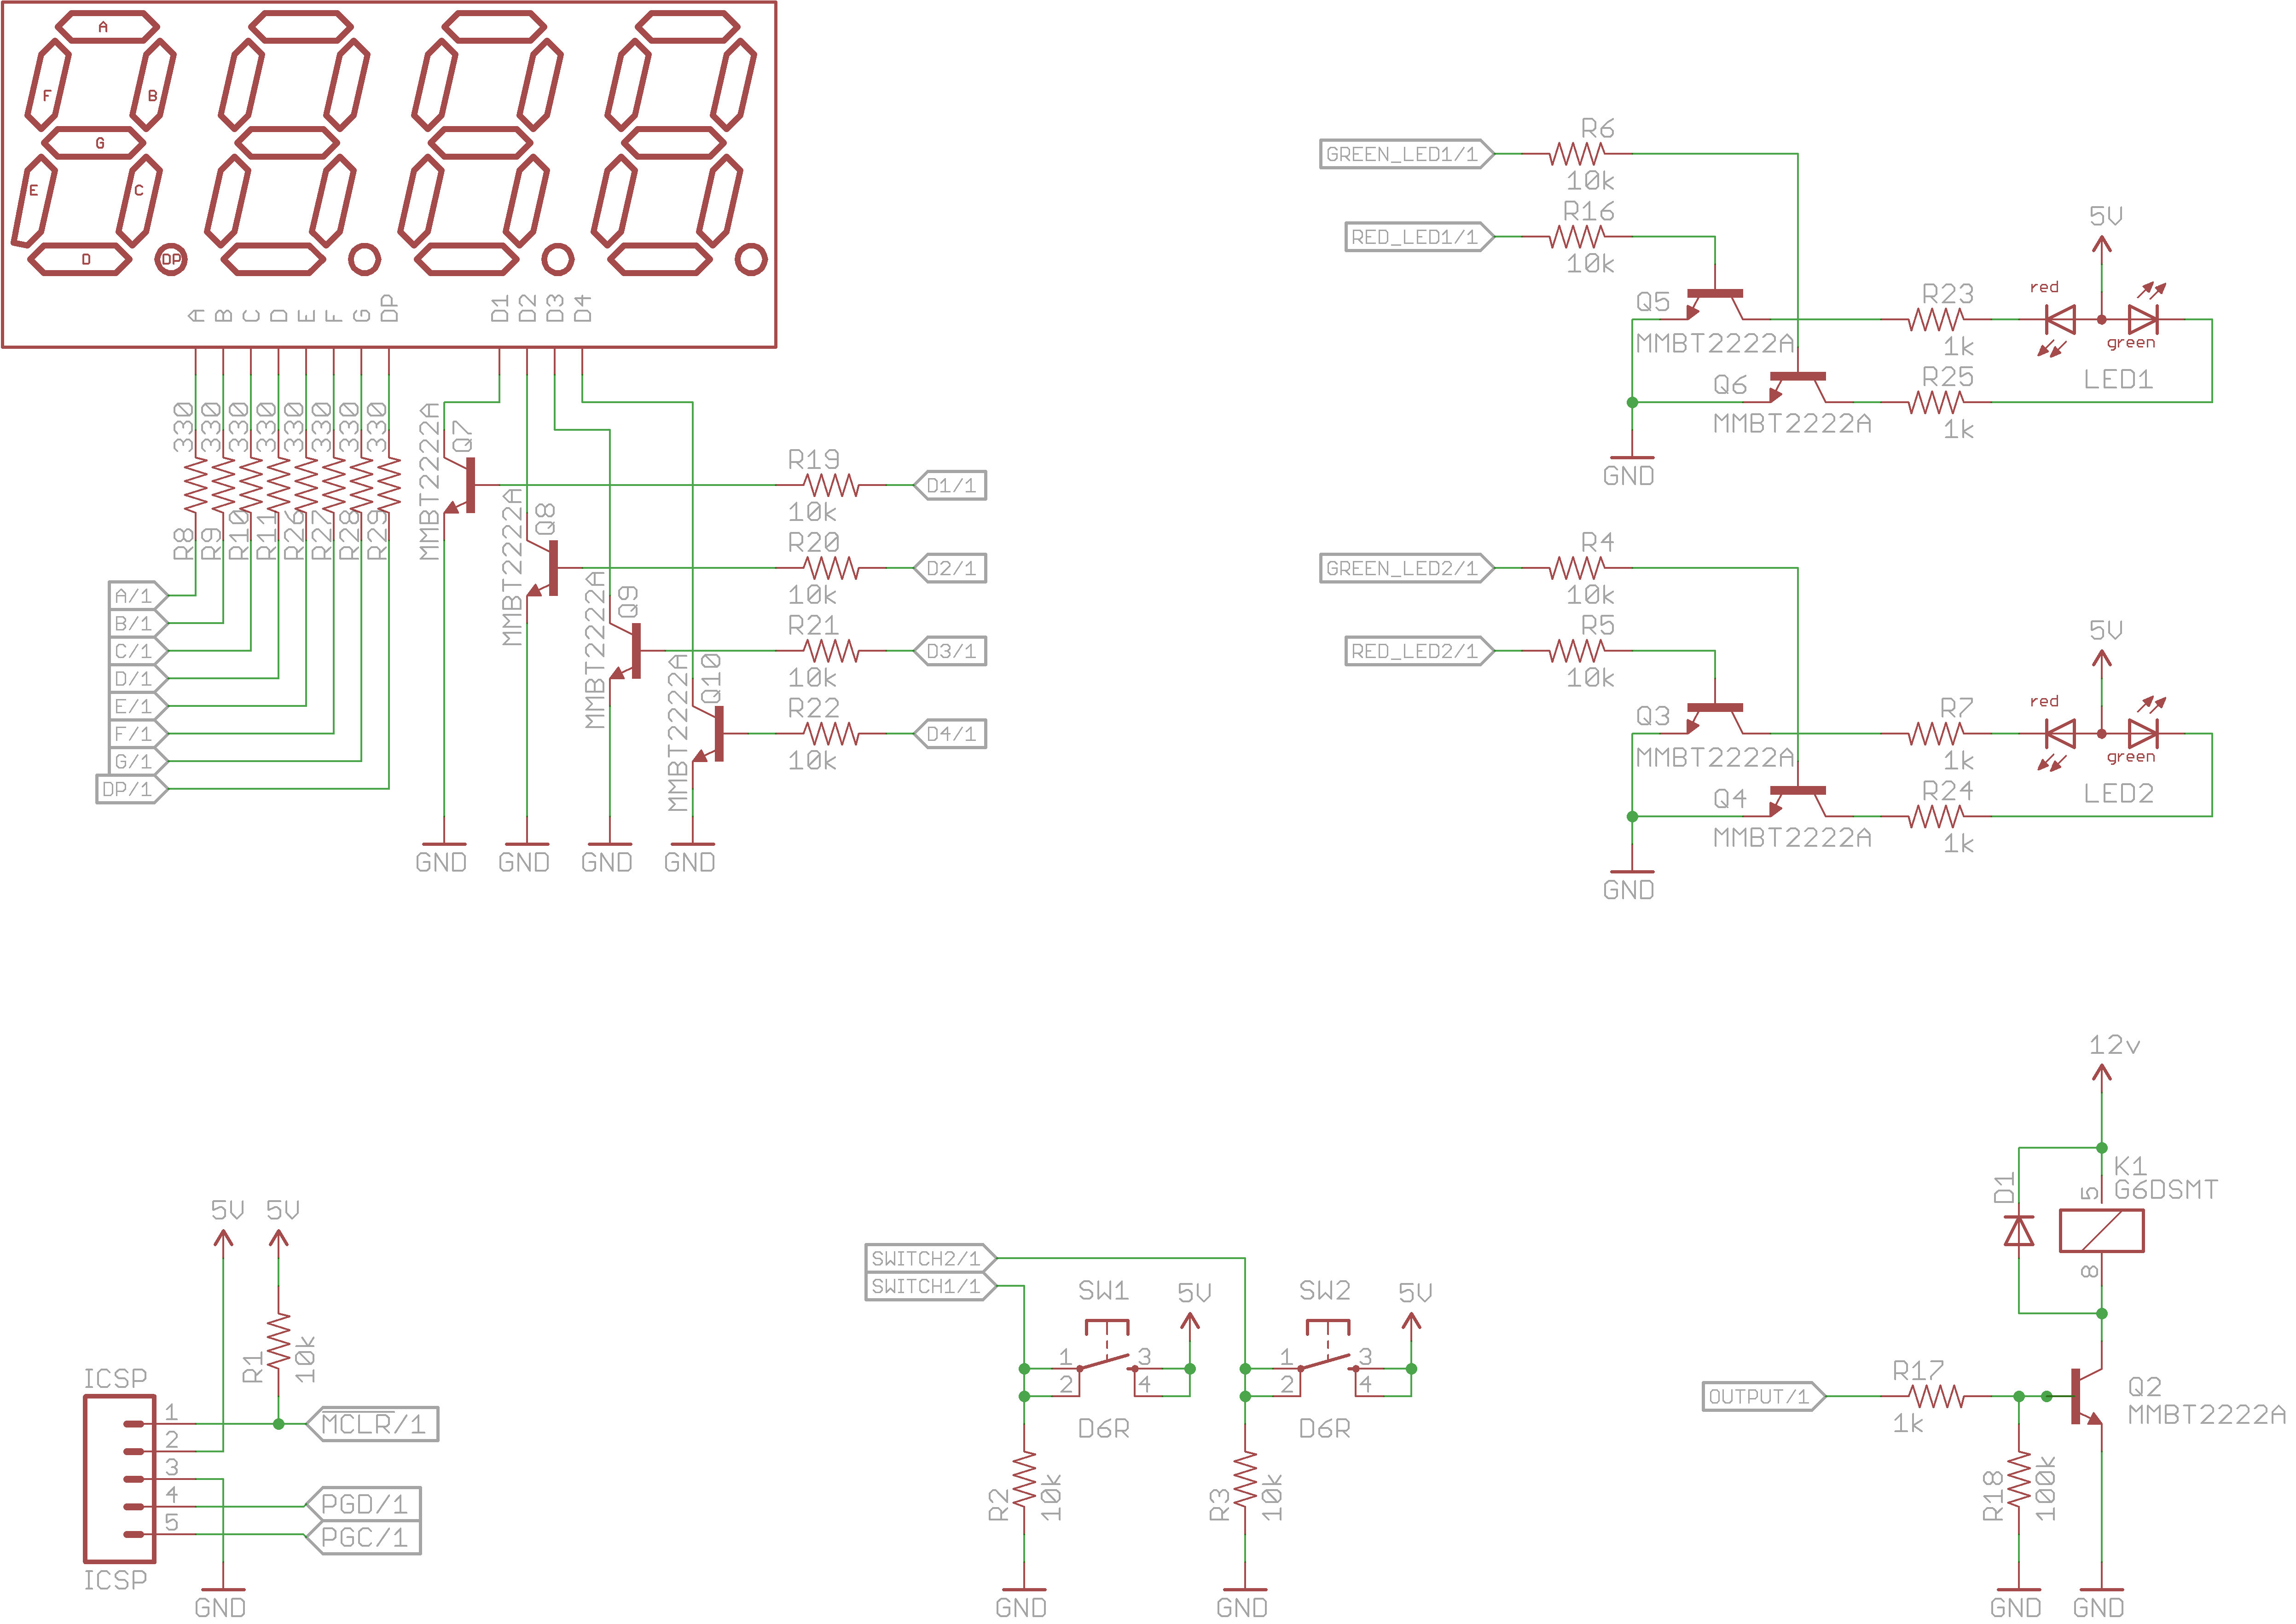 A
F
B
G
E
C
D
DP
A
B
C
D
E
F
G
DP
D1
D2
D3
D4
330
330
330
330
330
330
330
330
R8
R9
R10
R11
R26
R27
R28
R29
A/1
B/1
C/1
D/1
E/1
F/1
G/1
DP/1
MMBT2222A
Q7
MMBT2222A
Q8
MMBT2222A
Q9
MMBT2222A
Q10
R19
10k
D1/1
R20
10k
D2/1
R21
10k
D3/1
R22
10k
D4/1
GND
GND
GND
GND
GREEN_LED1/1
R6
10k
RED_LED1/1
R16
10k
Q5
MMBT2222A
Q6
MMBT2222A
R23
1k
R25
1k
5V
red
green
LED1
GND
GREEN_LED2/1
R4
10k
RED_LED2/1
R5
10k
Q3
MMBT2222A
Q4
MMBT2222A
R7
1k
R24
1k
5V
red
green
LED2
GND
5V
5V
R1
10k
ICSP
1
2
3
4
5
MCLR/1
PGD/1
PGC/1
ICSP
GND
SWITCH2/1
SWITCH1/1
SW1
5V
1
3
2
4
D6R
SW2
5V
1
3
2
4
D6R
R2
10k
R3
10k
GND
GND
12v
D1
K1
G6DSMT
5
8
OUTPUT/1
R17
1k
Q2
MMBT2222A
R18
100k
GND
GND